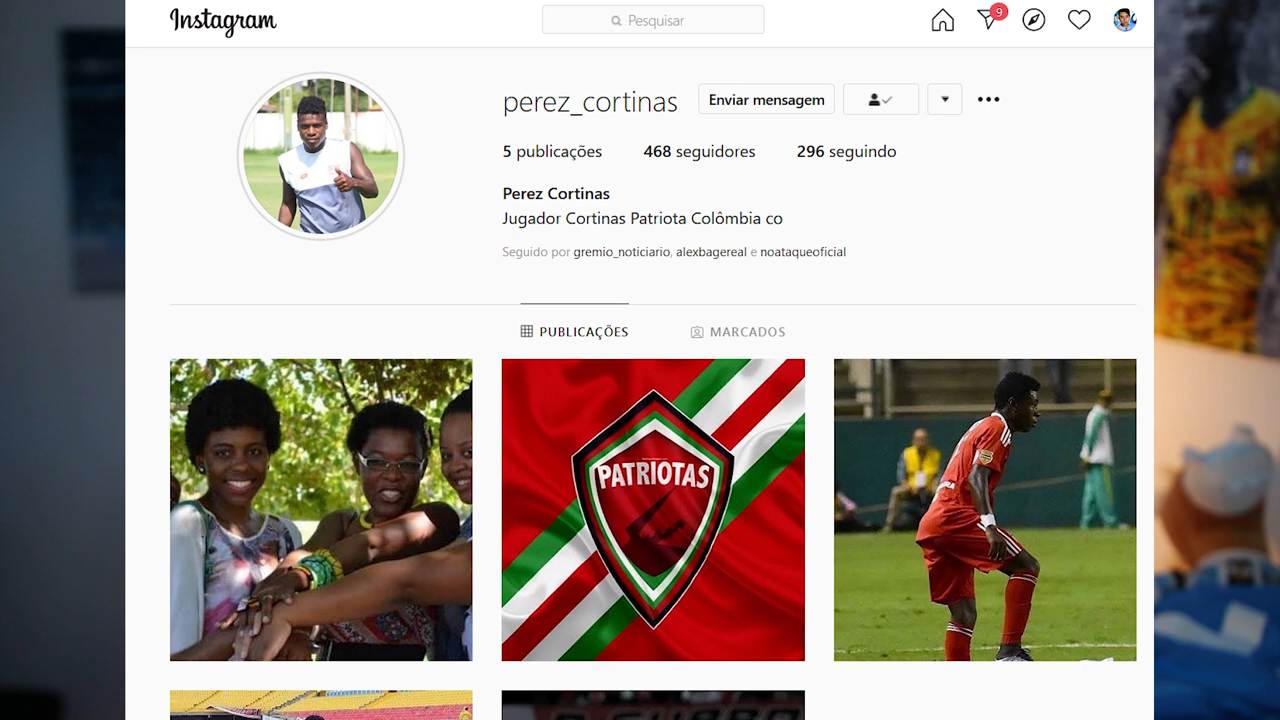 Instagram
Pesquisar
9
perez_cortinas
Enviar mensagem
5 publicações
468 seguidores
296 seguindo
Perez Cortinas
Jugador Cortinas Patriota Colômbia co
Seguido por gremio_noticiario, alexbagereal e noataqueoficial
PUBLICAÇÕES
MARCADOS
PATRIOTAS